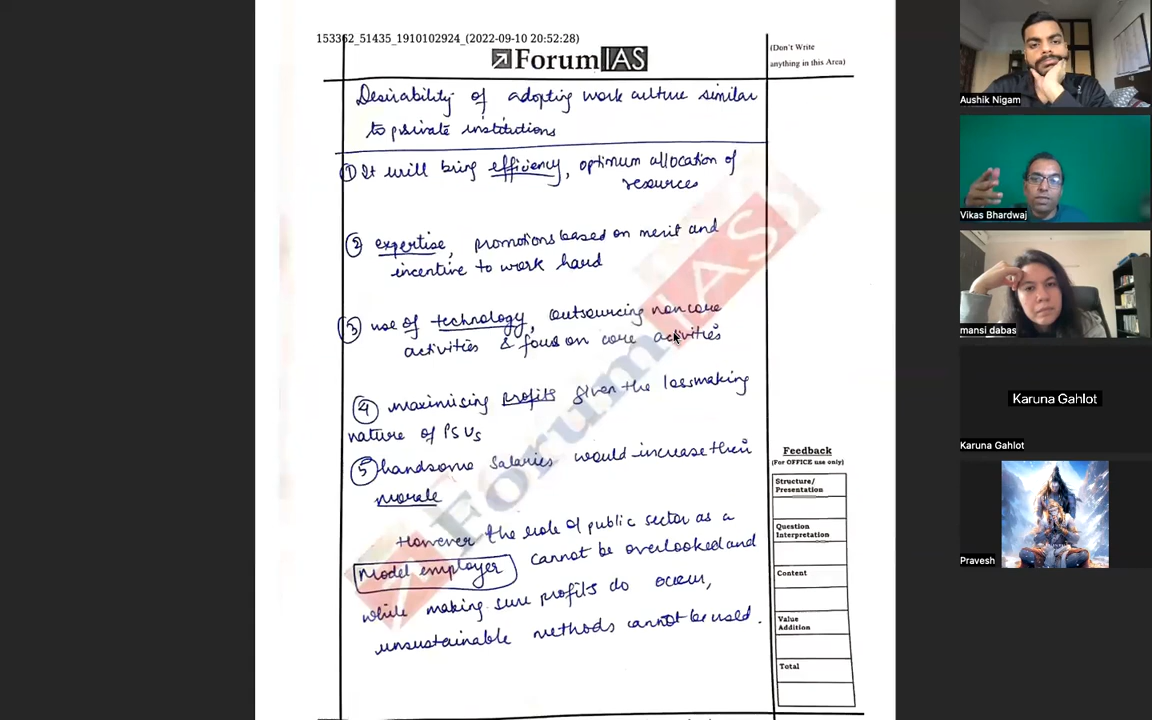 153362_51435_1910102924_(2022-09-10 20:52:28)
ForumIAS
(Don't Write
anything in this Area)
Desirability of adopting work culture similar
to private institutions
① It will bring efficiency, optimum allocation of
resources
② expertise, promotions based on merit and
incentive to work hard
③ use of technology, outsourcing noncore
activities & focus on core activities
④ maximising profits given the lossmaking
nature of PSUs
⑤ handsome salaries would increase their
morale
However the role of public sector as a
Model employer cannot be overlooked and
while making sure profits do occur,
unsustainable methods cannot be used.
ForumIAS
Feedback
(For OFFICE use only)
Structure/
Presentation
Question
Interpretation
Content
Value
Addition
Total
Aushik Nigam
Vikas Bhardwaj
mansi dabas
Karuna Gahlot
Karuna Gahlot
Pravesh